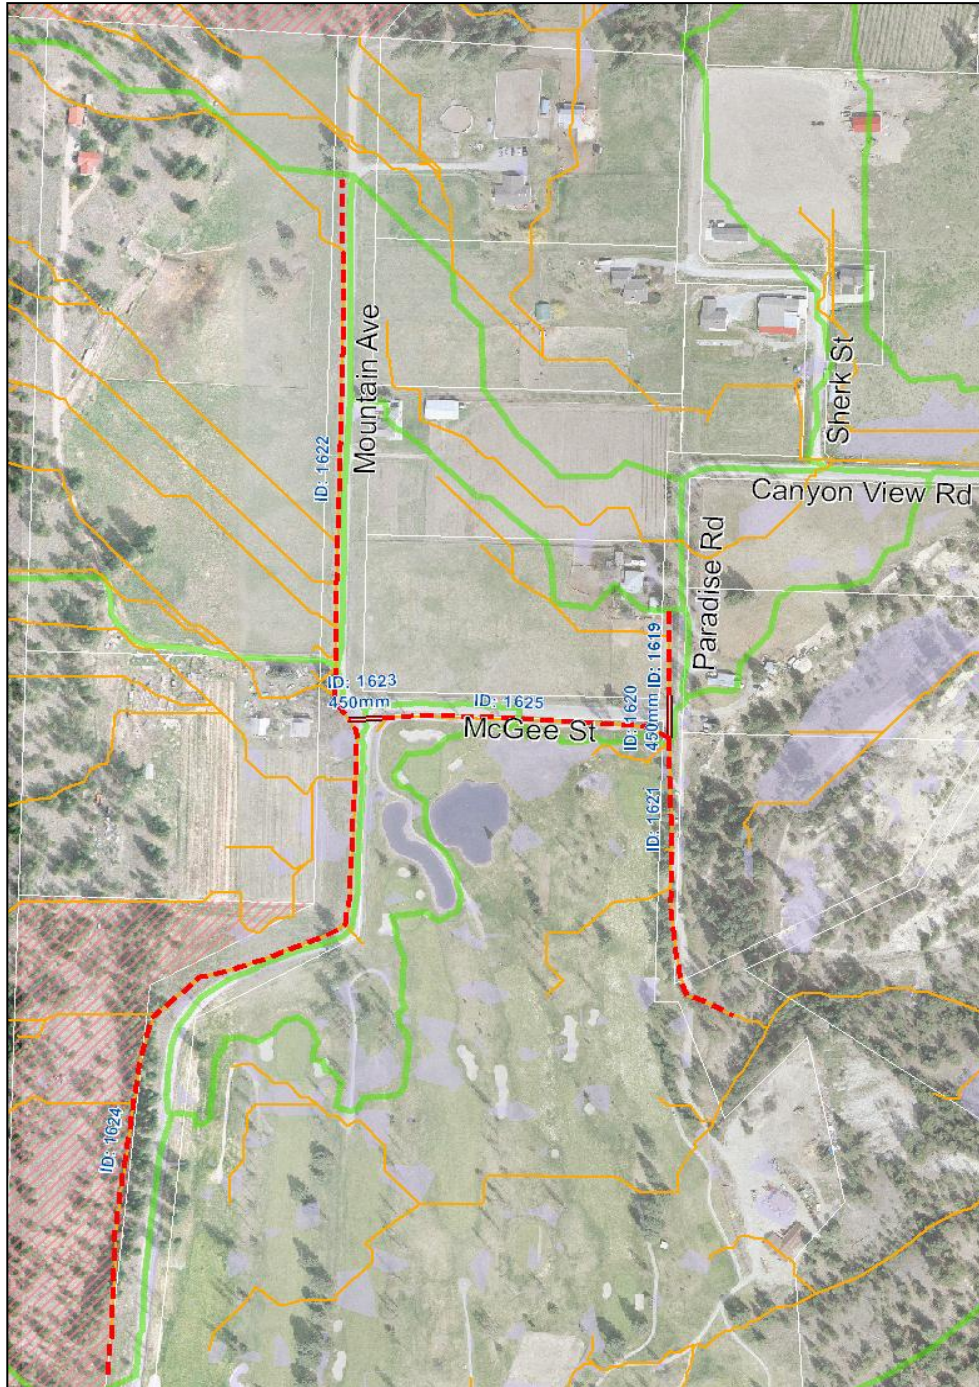 Mountain Ave
Sherk St
ID: 1622
Canyon View Rd
Paradise Rd
ID: 1619
ID: 1623
450mm
ID: 1625
McGee St
ID: 1620
450mm
ID: 1621
ID: 1624